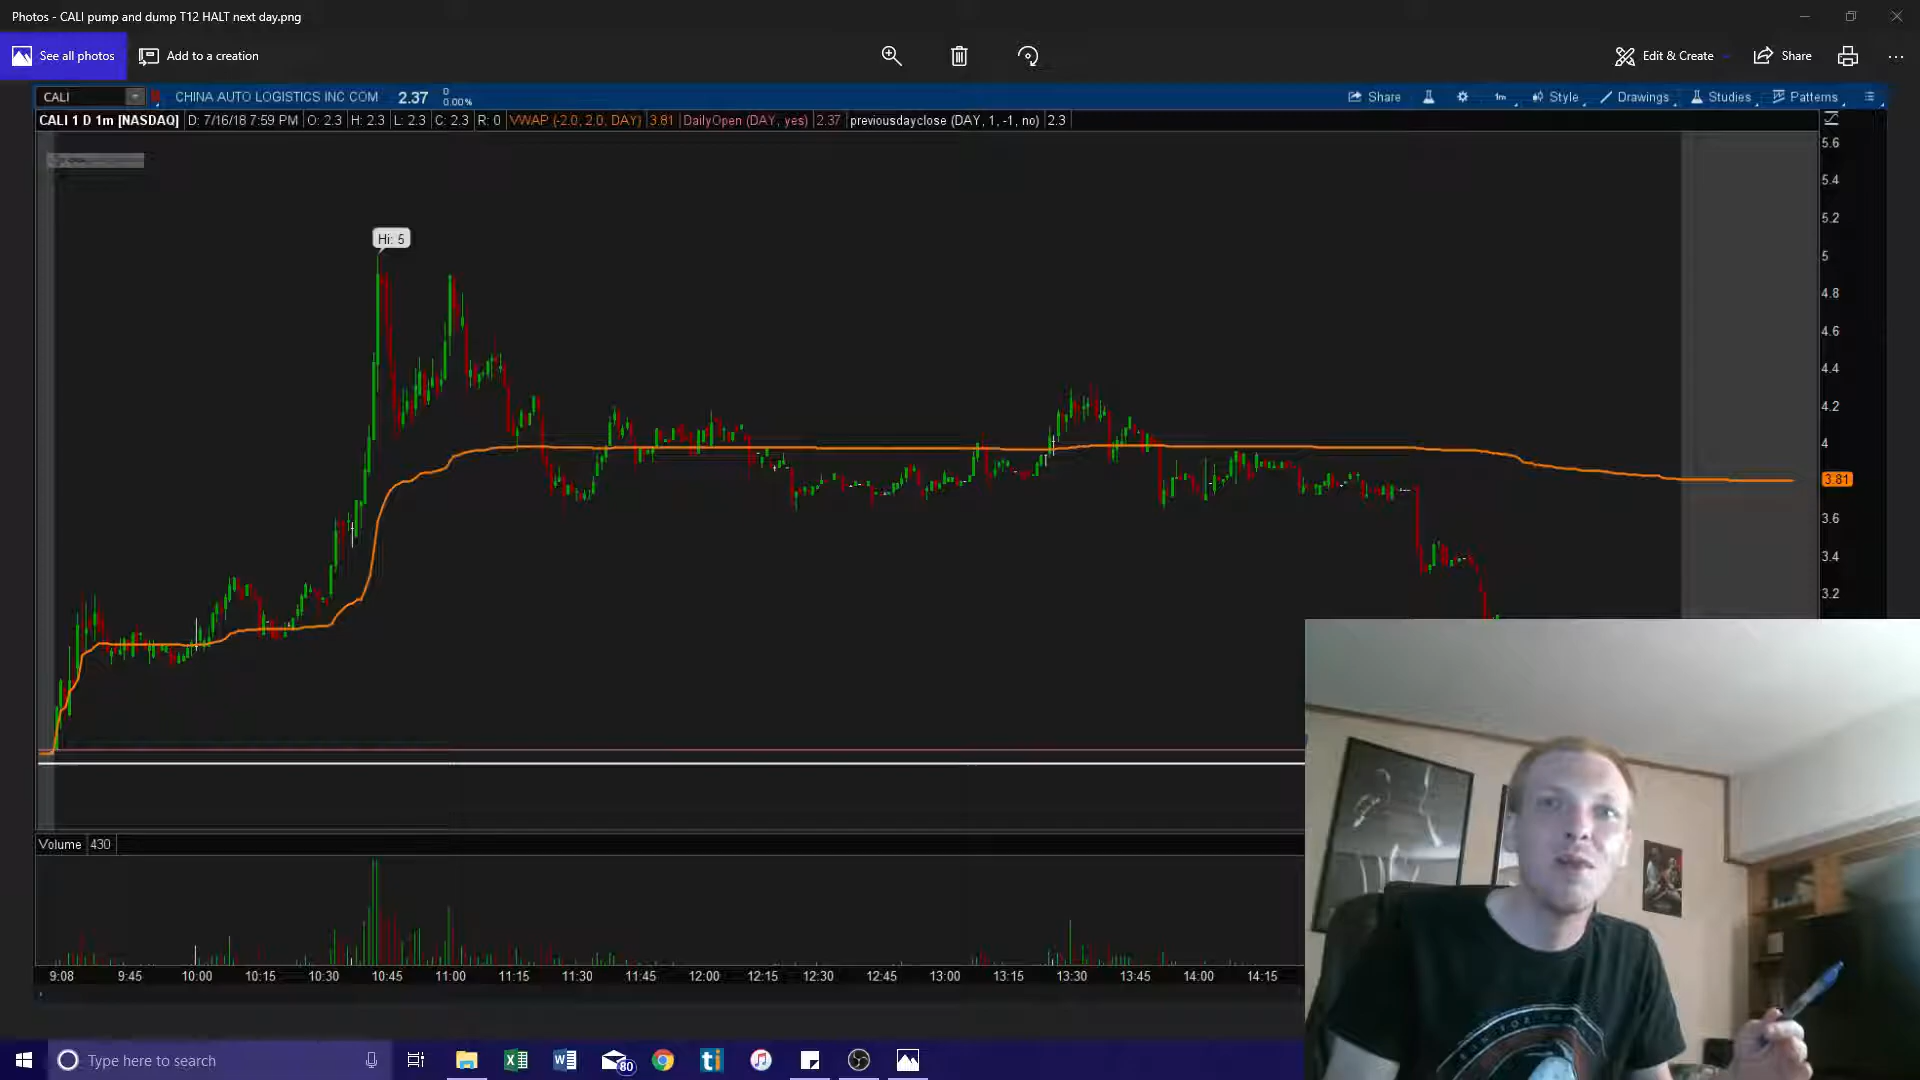 Photos - CALI pump and dump T12 HALT next day.png
See all photos
Add to a creation
Edit & Create
Share
CALI
CHINA AUTO LOGISTICS INC COM
2.37
0
0.00%
Share
1m
Style
Drawings
Studies
Patterns
CALI 1 D 1m [NASDAQ] D: 7/16/18 7:59 PM O: 2.3 H: 2.3 L: 2.3 C: 2.3 R: 0 VWAP (-2.0, 2.0, DAY) 3.81 DailyOpen (DAY, yes) 2.37 previousdayclose (DAY, 1, -1, no) 2.3
5.6
5.4
5.2
Hi: 5
5
4.8
4.6
4.4
4.2
4
3.81
3.6
3.4
3.2
Volume 430
9:08 9:45 10:00 10:15 10:30 10:45 11:00 11:15 11:30 11:45 12:00 12:15 12:30 12:45 13:00 13:15 13:30 13:45 14:00 14:15
Type here to search
80